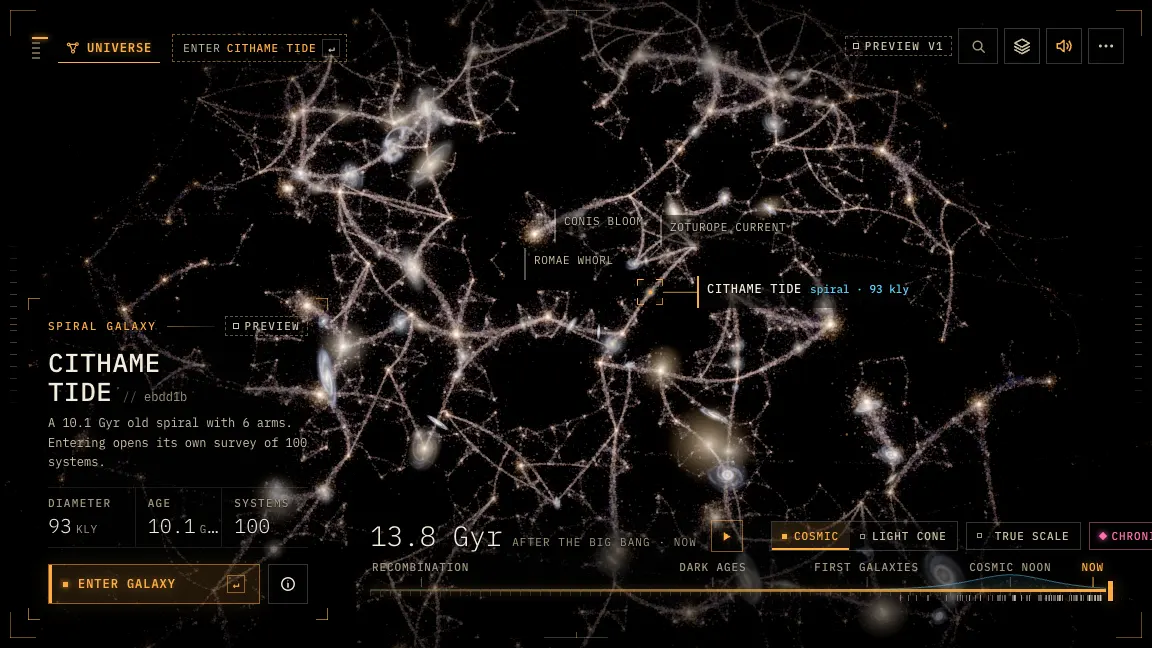 UNIVERSE
ENTER CITHAME TIDE ↵
PREVIEW V1
CONIS BLOOM
ZOTUROPE CURRENT
ROMAE WHORL
CITHAME TIDE spiral · 93 kly
SPIRAL GALAXY
PREVIEW
CITHAME
TIDE // ebdd1b
A 10.1 Gyr old spiral with 6 arms.
Entering opens its own survey of 100
systems.
DIAMETER AGE SYSTEMS
93 KLY 10.1 G… 100
ENTER GALAXY ↵
13.8 Gyr AFTER THE BIG BANG · NOW
COSMIC LIGHT CONE TRUE SCALE CHRONI
RECOMBINATION DARK AGES FIRST GALAXIES COSMIC NOON NOW